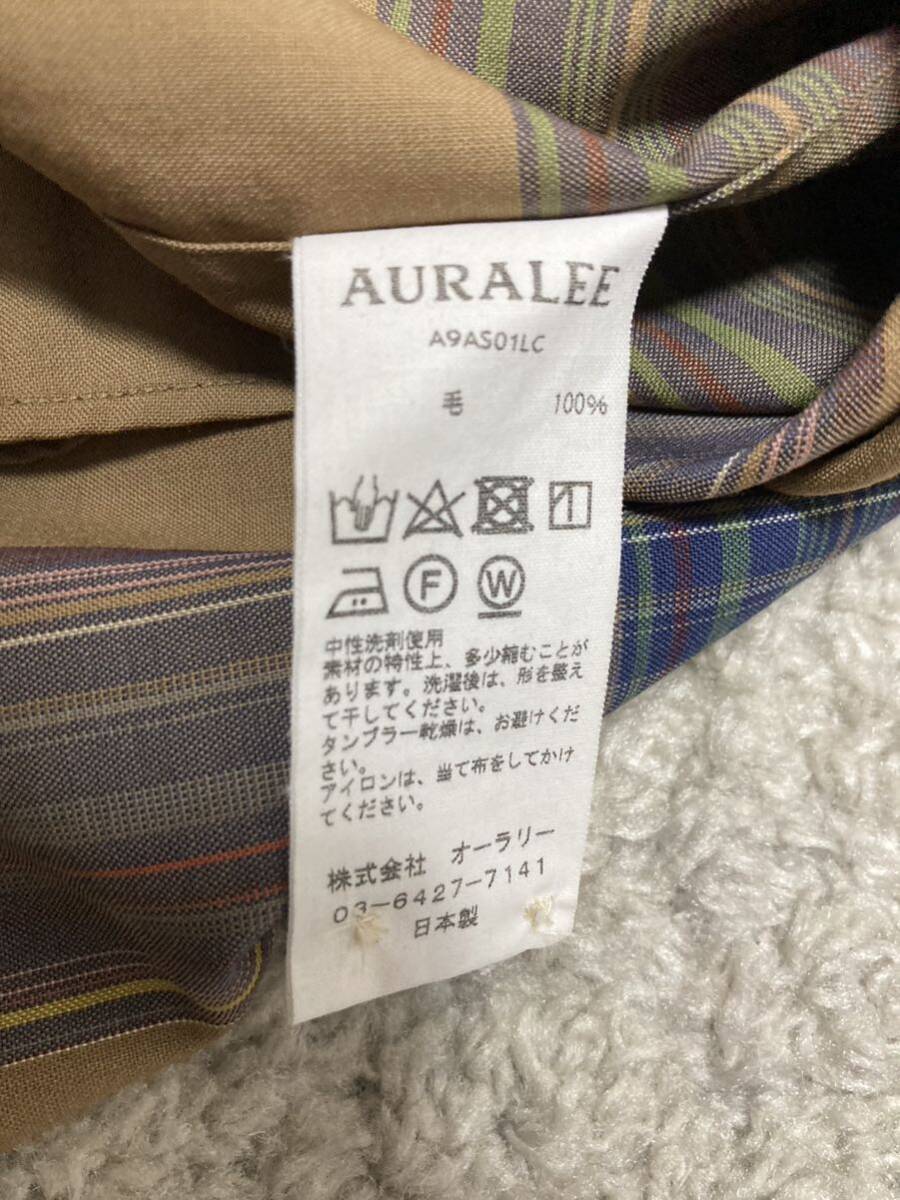 AURALEE
A9AS01LC
毛 100%
F W
中性洗剤使用
素材の特性上、多少縮むことが
あります。洗濯後は、形を整え
て干してください。
タンブラー乾燥は、お避けくだ
さい。
アイロンは、当て布をしてかけ
てください。
株式会社 オーラリー
03-6427-7141
日本製